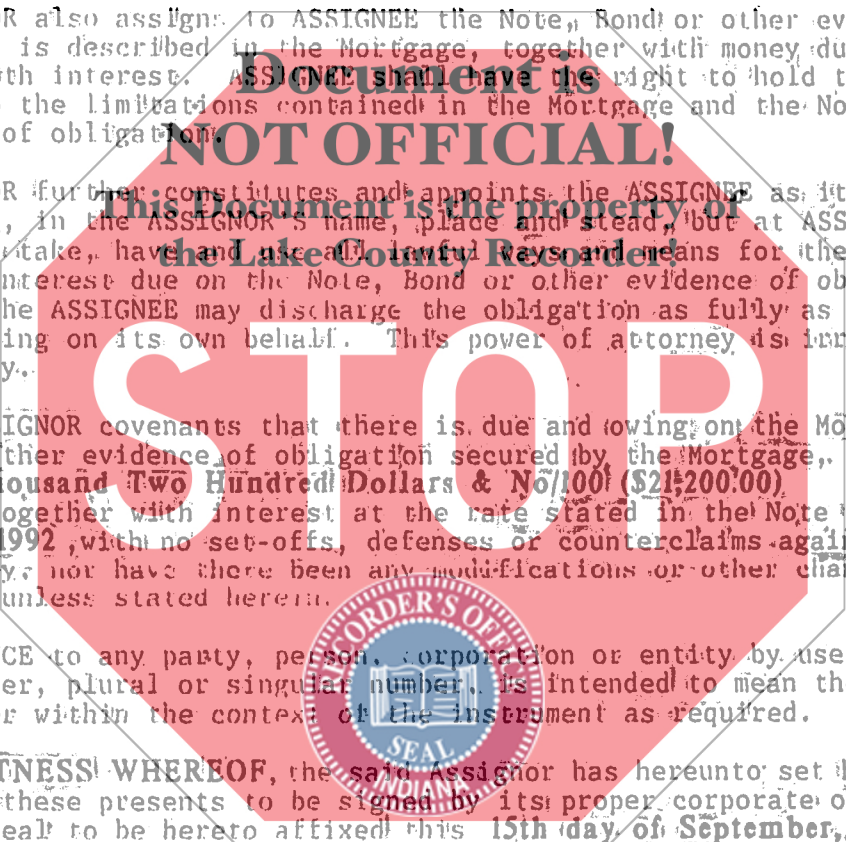 R also assigns to ASSIGNEE the Note, Bond or other ev
is described in the Mortgage, together with money du
th interest. ASSIGNEE shall have the right to hold t
the limitations contained in the Mortgage and the No
of obligation.
Document is
NOT OFFICIAL!
This Document is the property of
the Lake County Recorder!
R further constitutes and appoints the ASSIGNEE as it
, in the ASSIGNOR'S name, place and stead, but at ASS
take, have and use all lawful ways and means for the
nterest due on the Note, Bond or other evidence of ob
he ASSIGNEE may discharge the obligation as fully as
ing on its own behalf. This power of attorney is irr
y.
STOP
IGNOR covenants that there is due and owing on the Mo
ther evidence of obligation secured by the Mortgage,
ousand Two Hundred Dollars & No/100 ($21,200.00)
ogether with interest at the rate stated in the Note
1992, with no set-offs, defenses or counterclaims agai
y, nor have there been any modifications or other cha
unless stated herein.
CE to any party, person, corporation or entity by use
er, plural or singular number, is intended to mean th
r within the context of the instrument as required.
TNESS WHEREOF, the said Assignor has hereunto set
these presents to be signed by its proper corporate o
eal to be hereto affixed this 15th day of September,
RECORDER'S OFFICE
SEAL
INDIANA